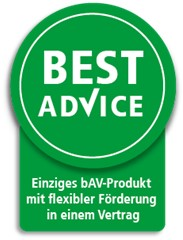 BEST
ADVICE
Einziges bAV-Produkt
mit flexibler Förderung
in einem Vertrag